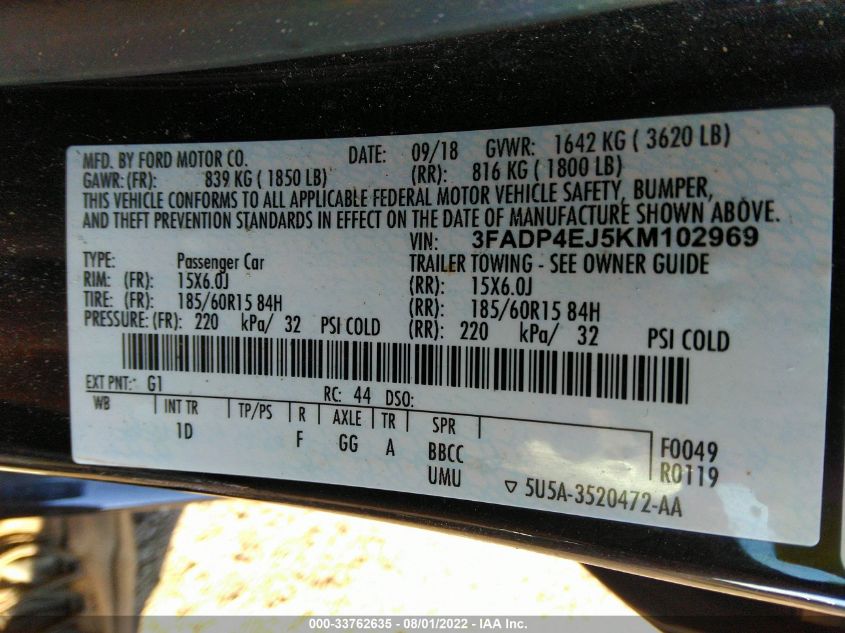 MFD. BY FORD MOTOR CO. DATE: 09/18 GVWR: 1642 KG ( 3620 LB)
GAWR: (FR): 839 KG ( 1850 LB) (RR): 816 KG ( 1800 LB)
THIS VEHICLE CONFORMS TO ALL APPLICABLE FEDERAL MOTOR VEHICLE SAFETY, BUMPER,
AND THEFT PREVENTION STANDARDS IN EFFECT ON THE DATE OF MANUFACTURE SHOWN ABOVE.
VIN: 3FADP4EJ5KM102969
TYPE: Passenger Car TRAILER TOWING - SEE OWNER GUIDE
RIM: (FR): 15X6.0J (RR): 15X6.0J
TIRE: (FR): 185/60R15 84H (RR): 185/60R15 84H
PRESSURE: (FR): 220 kPa/ 32 PSI COLD (RR): 220 kPa/ 32 PSI COLD
EXT PNT: G1 RC: 44 DSO:
WB INT TR TP/PS R AXLE TR SPR
1D F GG A BBCC F0049
UMU R0119
▽ 5U5A-3520472-AA
000-33762635 - 08/01/2022 - IAA Inc.